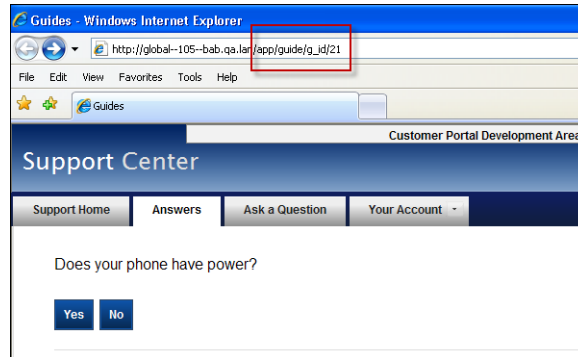 Guides - Windows Internet Explorer
http://global--105--bab.qa.lan/app/guide/g_id/21
File Edit View Favorites Tools Help
Guides
Customer Portal Development Area
Support Center
Support Home Answers Ask a Question Your Account
Does your phone have power?
Yes No